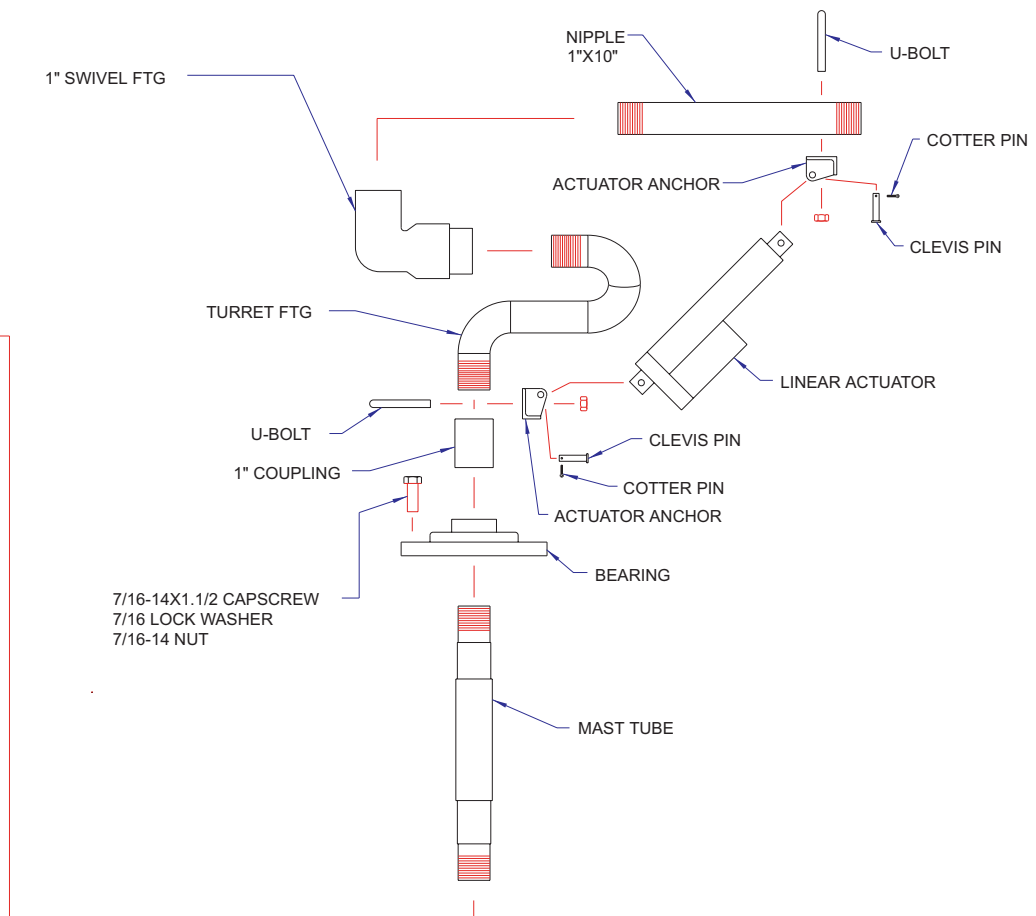 NIPPLE
1"X10"
U-BOLT
1" SWIVEL FTG
COTTER PIN
ACTUATOR ANCHOR
CLEVIS PIN
TURRET FTG
LINEAR ACTUATOR
U-BOLT
CLEVIS PIN
1" COUPLING
COTTER PIN
ACTUATOR ANCHOR
BEARING
7/16-14X1.1/2 CAPSCREW
7/16 LOCK WASHER
7/16-14 NUT
MAST TUBE